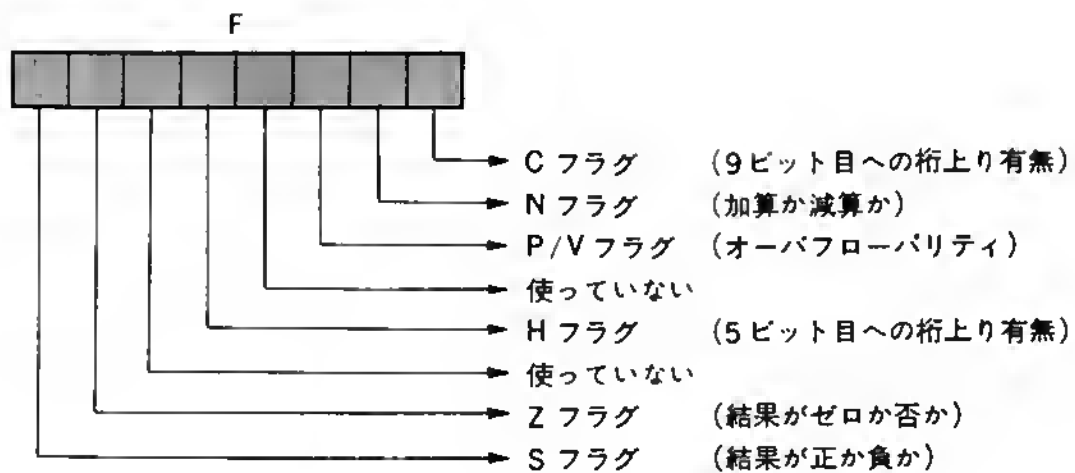 F
C フラグ (9ビット目への桁上り有無)
N フラグ (加算か減算か)
P/V フラグ (オーバフローパリティ)
使っていない
H フラグ (5ビット目への桁上り有無)
使っていない
Z フラグ (結果がゼロか否か)
S フラグ (結果が正か負か)